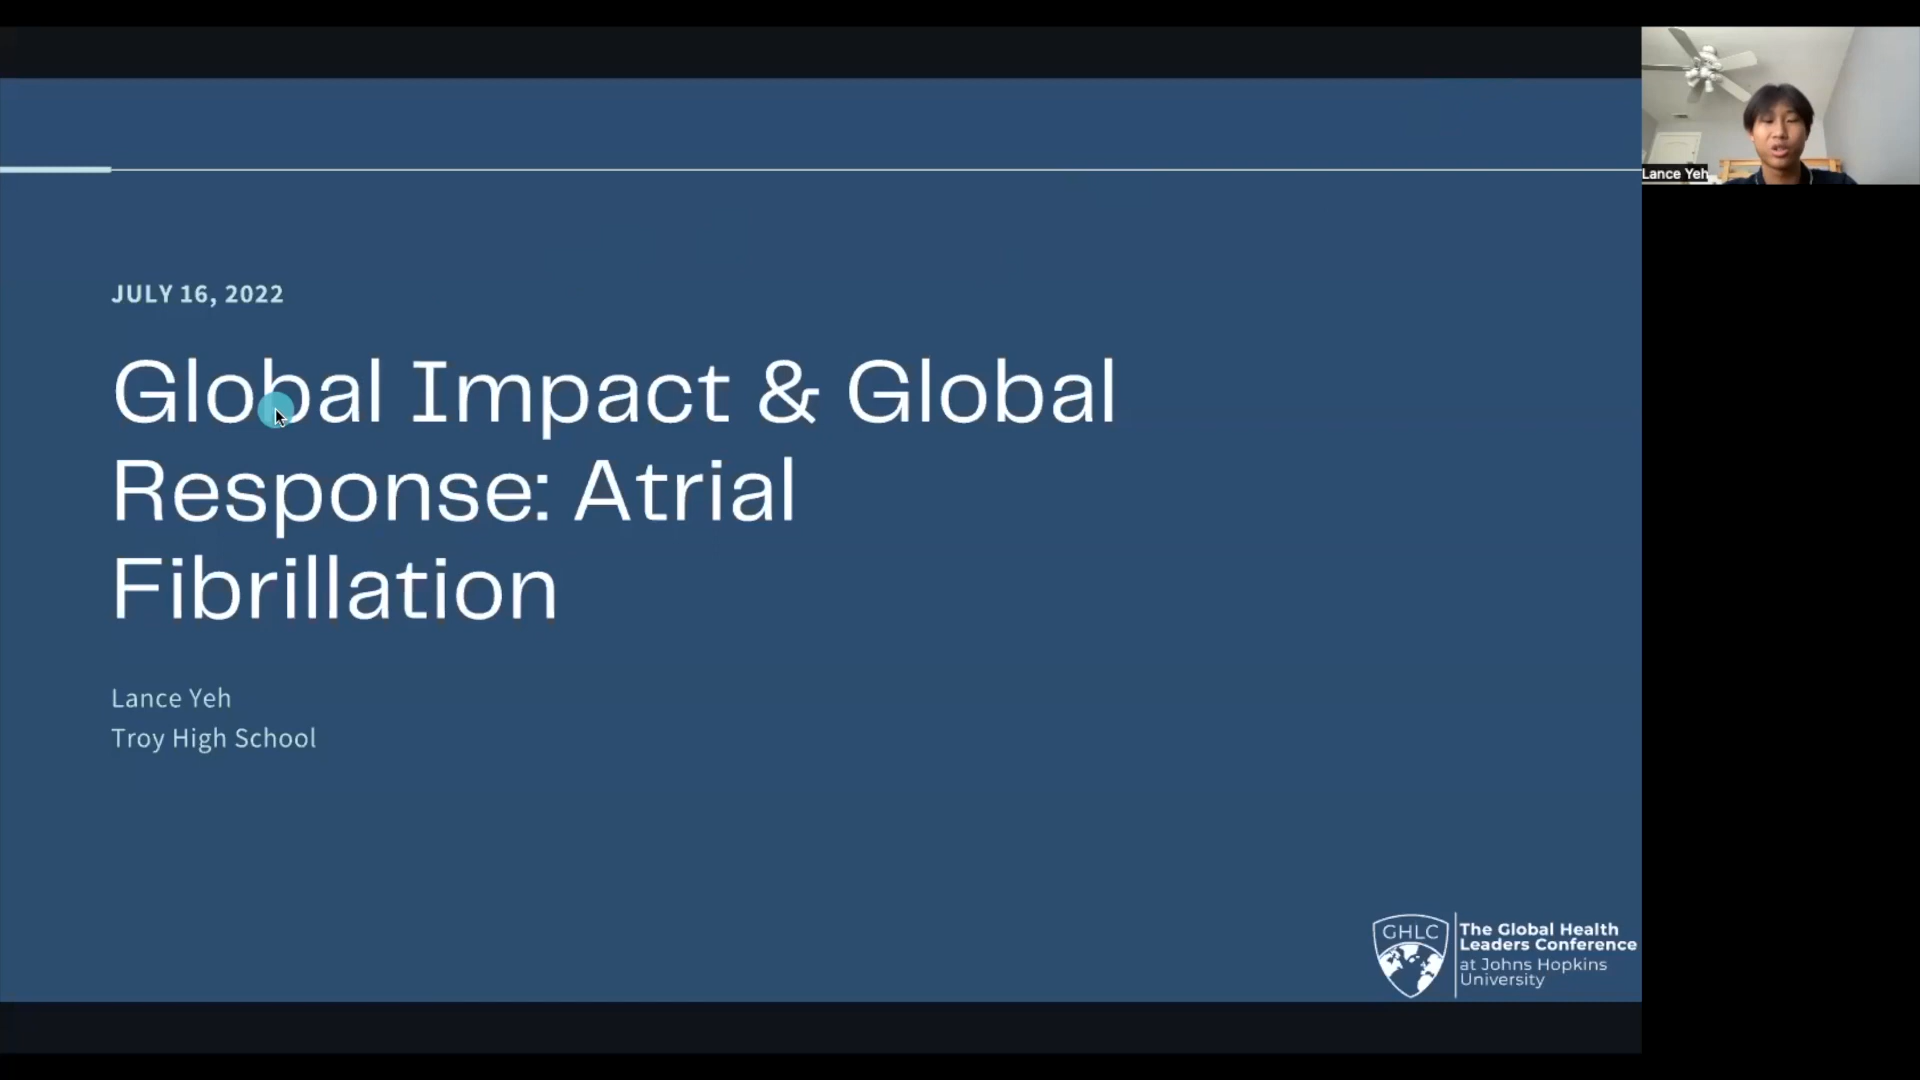 JULY 16, 2022
Global Impact & Global
Response: Atrial
Fibrillation
Lance Yeh
Troy High School
GHLC
The Global Health
Leaders Conference
at Johns Hopkins
University
Lance Yeh